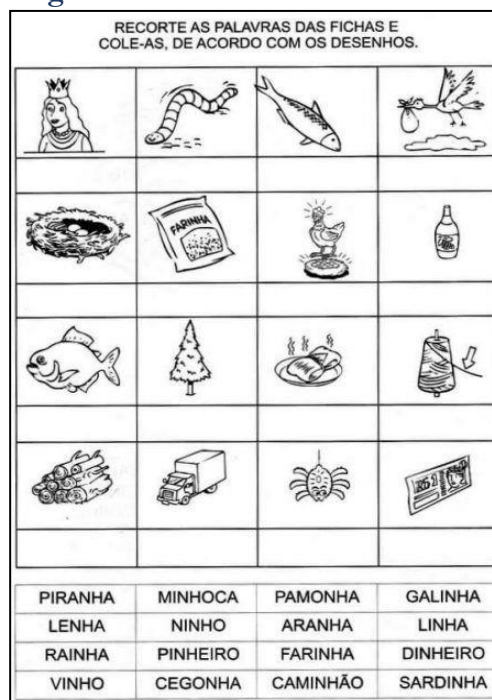 RECORTE AS PALAVRAS DAS FICHAS E
COLE-AS, DE ACORDO COM OS DESENHOS.
FARINHA
PIRANHA MINHOCA PAMONHA GALINHA
LENHA NINHO ARANHA LINHA
RAINHA PINHEIRO FARINHA DINHEIRO
VINHO CEGONHA CAMINHÃO SARDINHA